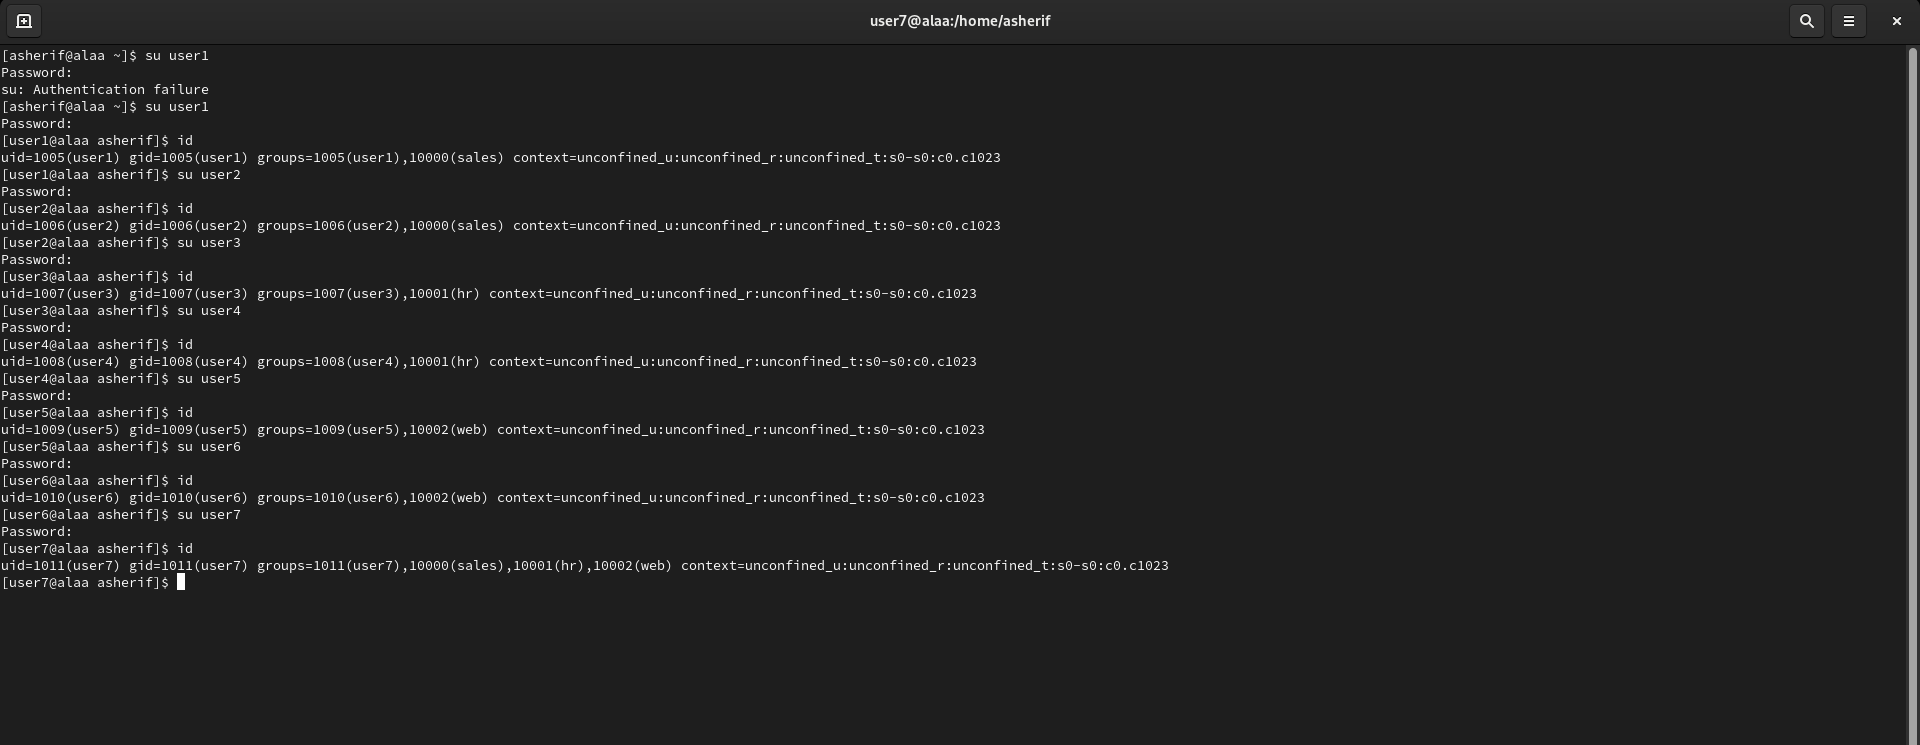 user7@alaa:/home/asherif
[asherif@alaa ~]$ su user1
Password:
su: Authentication failure
[asherif@alaa ~]$ su user1
Password:
[user1@alaa asherif]$ id
uid=1005(user1) gid=1005(user1) groups=1005(user1),10000(sales) context=unconfined_u:unconfined_r:unconfined_t:s0-s0:c0.c1023
[user1@alaa asherif]$ su user2
Password:
[user2@alaa asherif]$ id
uid=1006(user2) gid=1006(user2) groups=1006(user2),10000(sales) context=unconfined_u:unconfined_r:unconfined_t:s0-s0:c0.c1023
[user2@alaa asherif]$ su user3
Password:
[user3@alaa asherif]$ id
uid=1007(user3) gid=1007(user3) groups=1007(user3),10001(hr) context=unconfined_u:unconfined_r:unconfined_t:s0-s0:c0.c1023
[user3@alaa asherif]$ su user4
Password:
[user4@alaa asherif]$ id
uid=1008(user4) gid=1008(user4) groups=1008(user4),10001(hr) context=unconfined_u:unconfined_r:unconfined_t:s0-s0:c0.c1023
[user4@alaa asherif]$ su user5
Password:
[user5@alaa asherif]$ id
uid=1009(user5) gid=1009(user5) groups=1009(user5),10002(web) context=unconfined_u:unconfined_r:unconfined_t:s0-s0:c0.c1023
[user5@alaa asherif]$ su user6
Password:
[user6@alaa asherif]$ id
uid=1010(user6) gid=1010(user6) groups=1010(user6),10002(web) context=unconfined_u:unconfined_r:unconfined_t:s0-s0:c0.c1023
[user6@alaa asherif]$ su user7
Password:
[user7@alaa asherif]$ id
uid=1011(user7) gid=1011(user7) groups=1011(user7),10000(sales),10001(hr),10002(web) context=unconfined_u:unconfined_r:unconfined_t:s0-s0:c0.c1023
[user7@alaa asherif]$